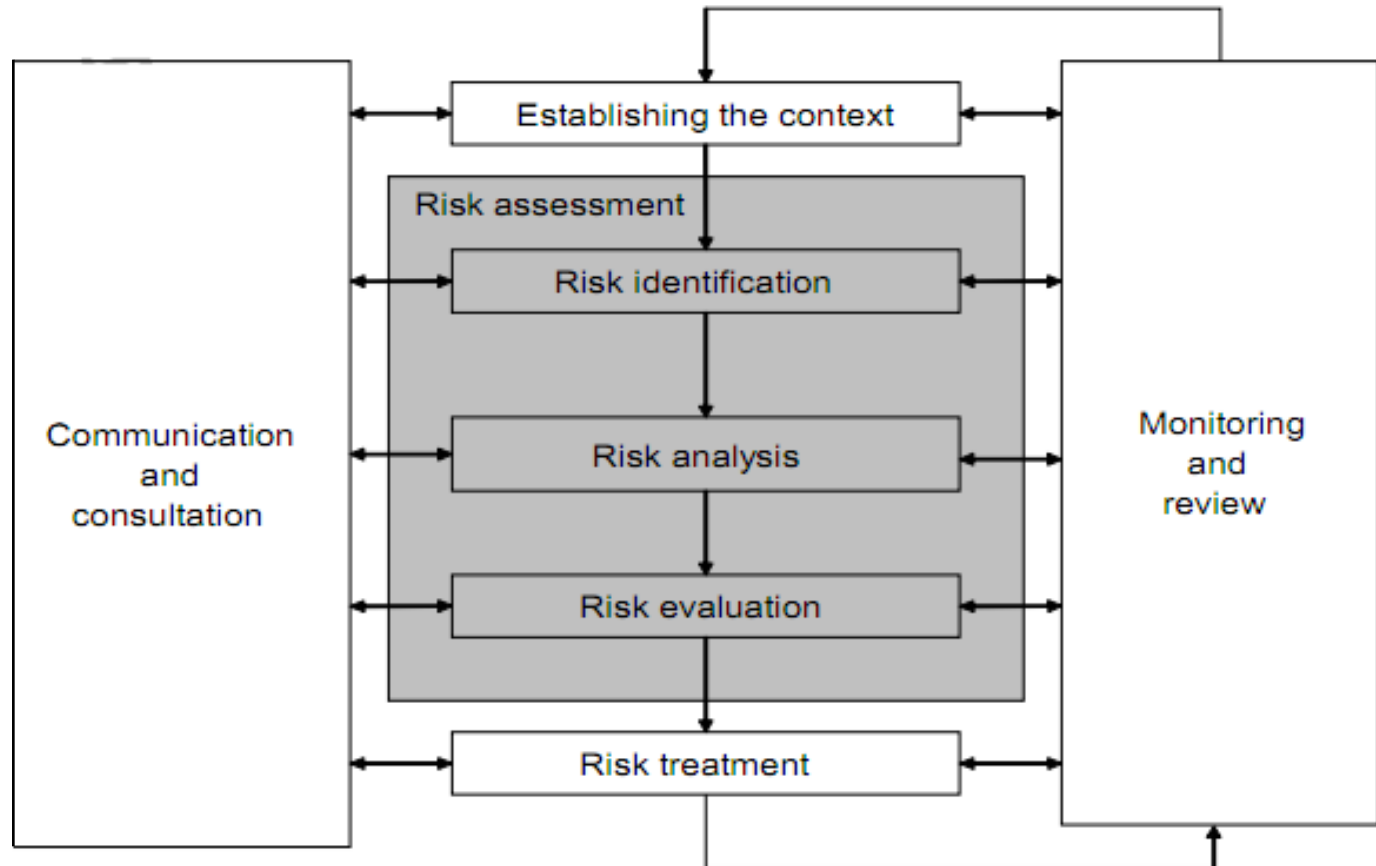 Establishing the context
Risk assessment
Risk identification
Communication
and
consultation
Risk analysis
Monitoring
and
review
Risk evaluation
Risk treatment